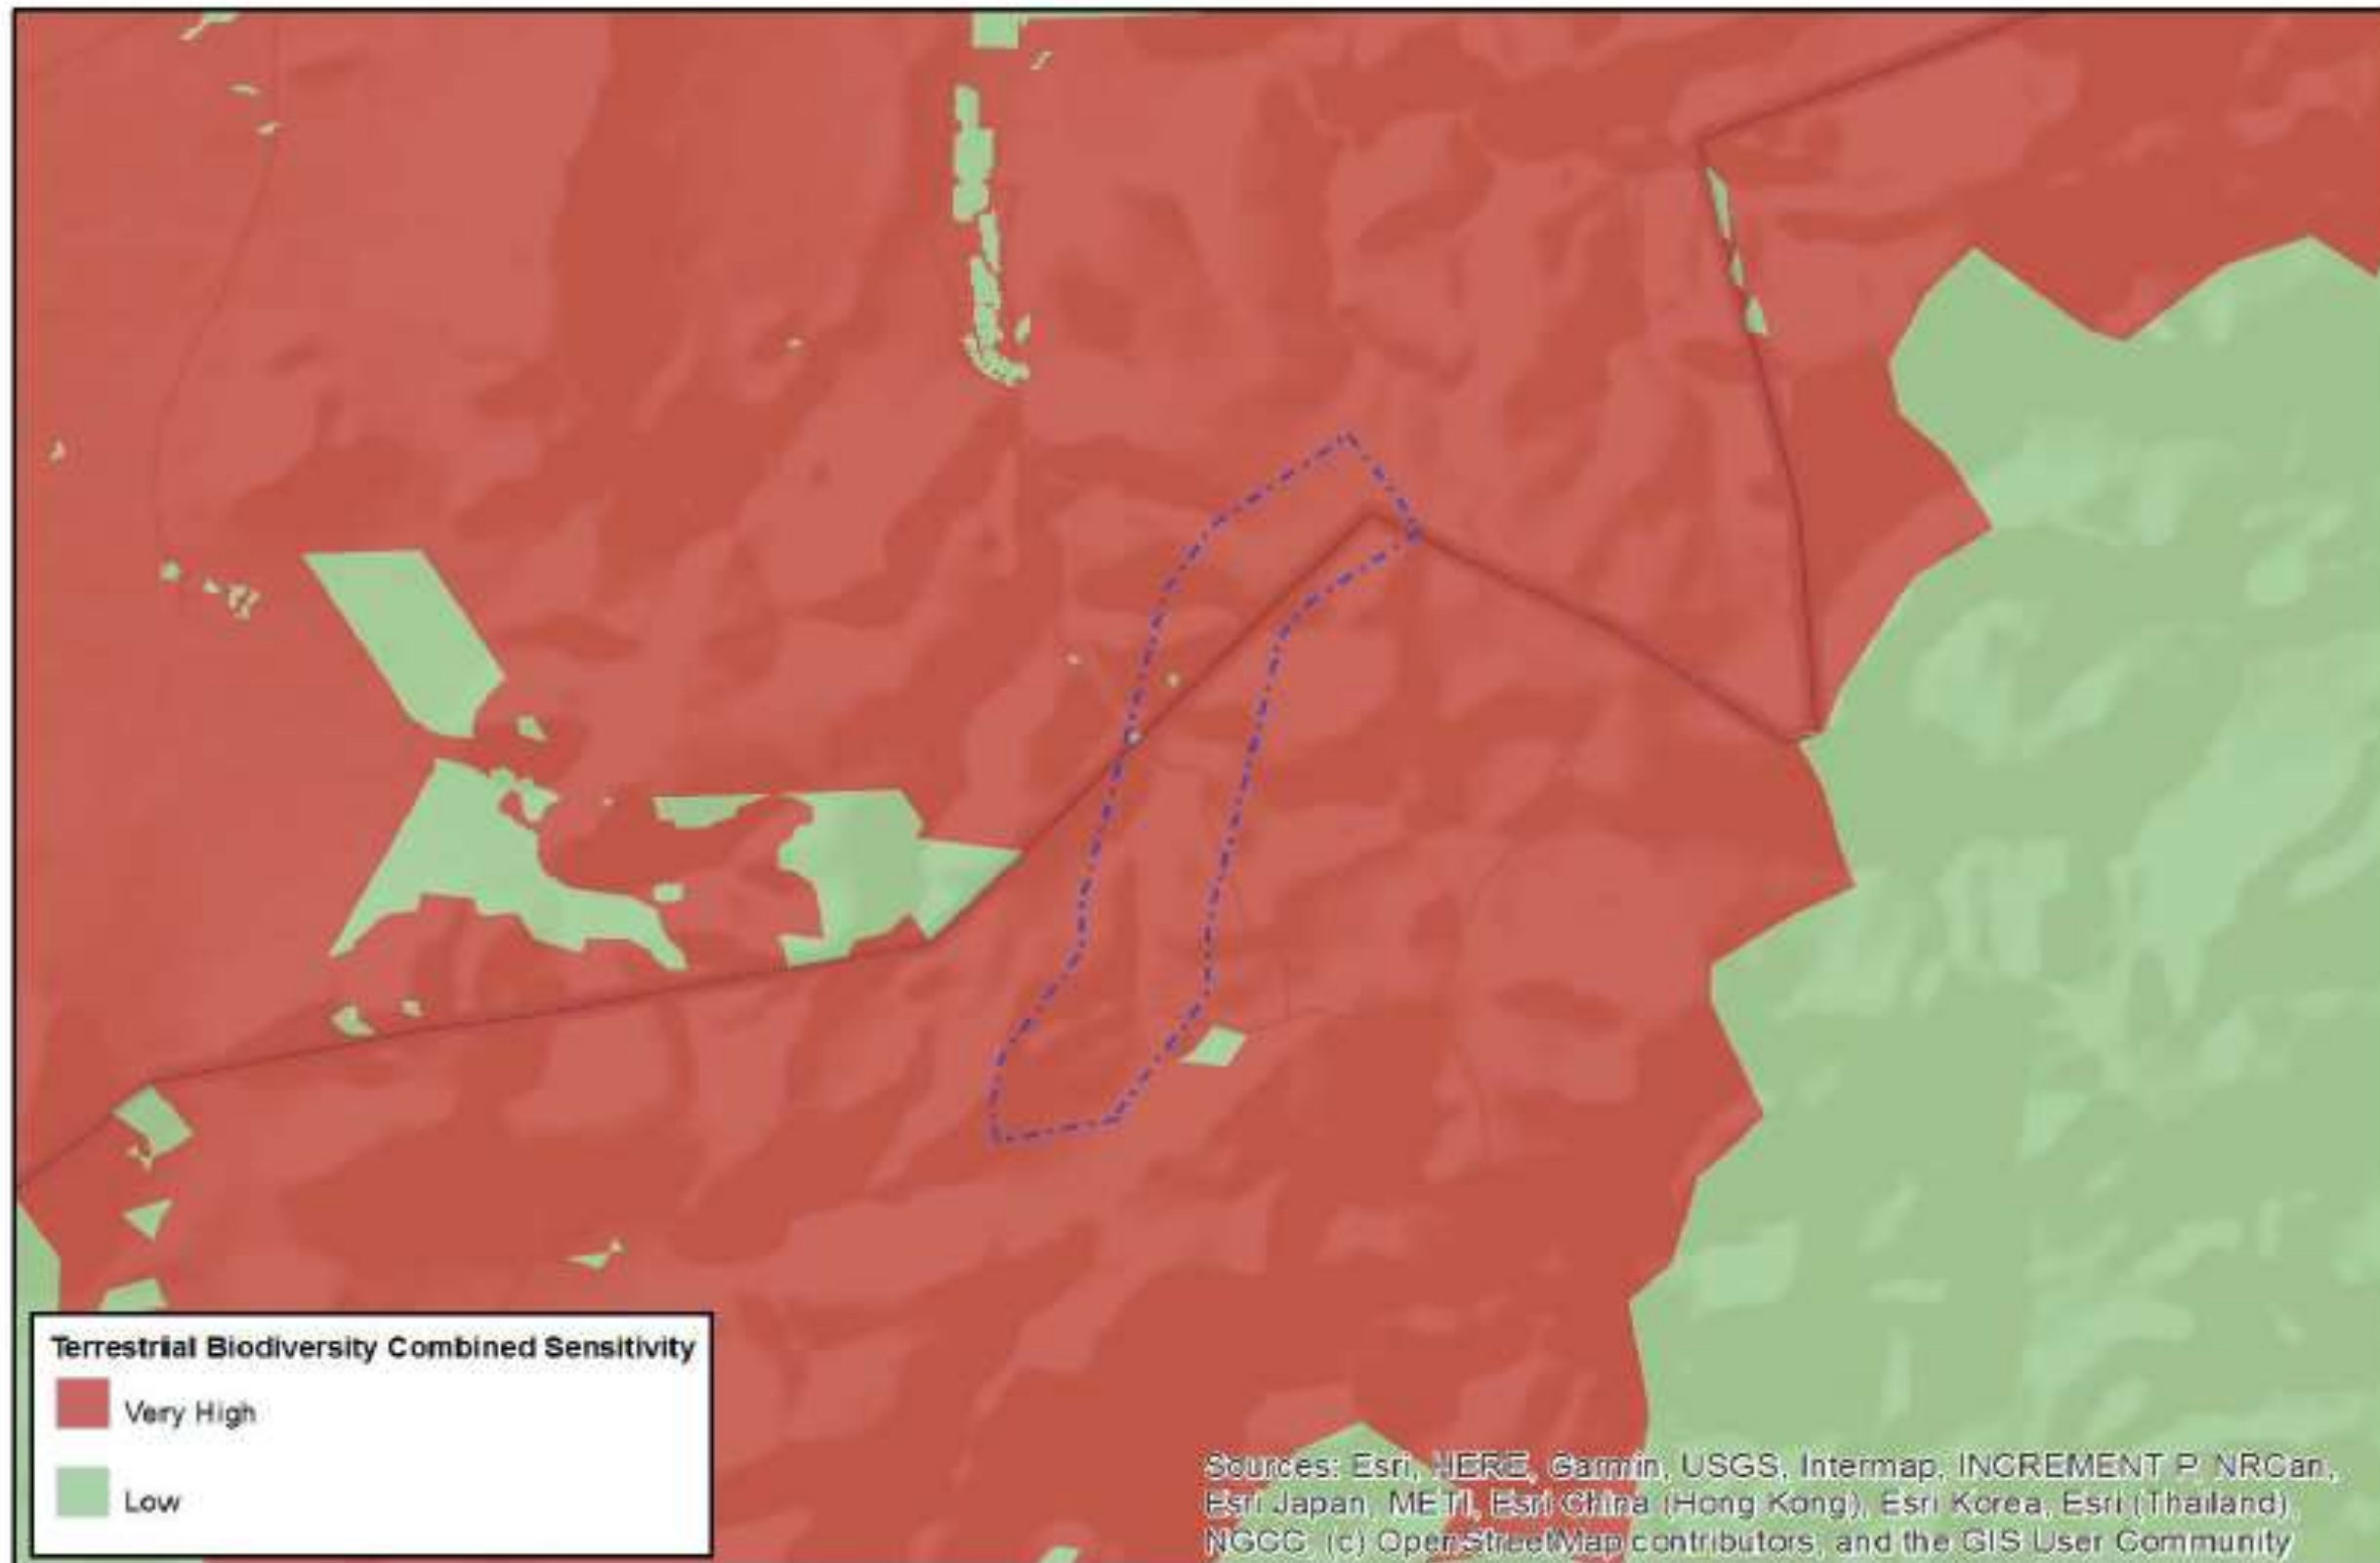 Terrestrial Biodiversity Combined Sensitivity
Very High
Low
Sources: Esri, HERE, Garmin, USGS, Intermap, INCREMENT P, NRCan,
Esri Japan, METI, Esri China (Hong Kong), Esri Korea, Esri (Thailand),
NGCC, (c) OpenStreetMap contributors, and the GIS User Community